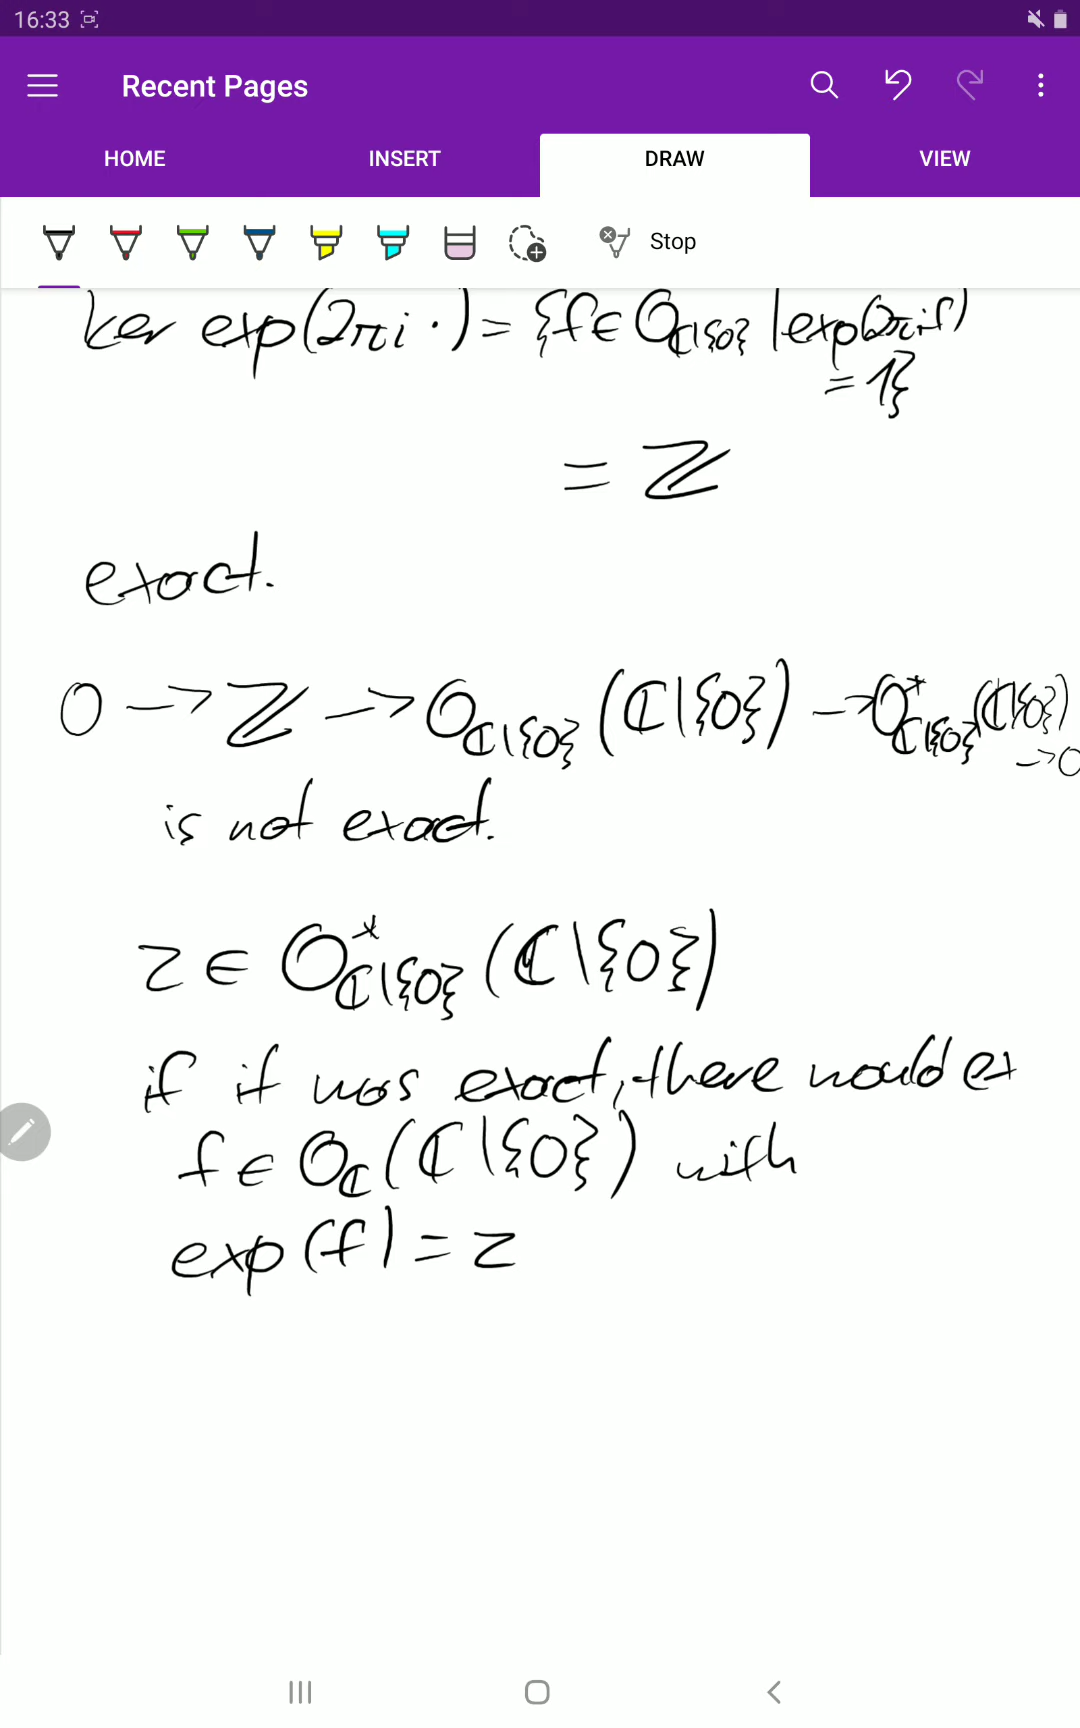 16:33
Recent Pages
HOME INSERT DRAW VIEW
Stop
ker exp(2πi·) = {f ∈ O_{ℂ\{0}} | exp(2πif)
= 1}
= ℤ
exact.
0 → ℤ → O_{ℂ\{0}} (ℂ\{0}) → O*_{ℂ\{0}} (ℂ\{0})
→ 0
is not exact.
z ∈ O*_{ℂ\{0}} (ℂ\{0})
if it was exact, there would ex
f ∈ O_ℂ (ℂ\{0}) with
exp(f) = z